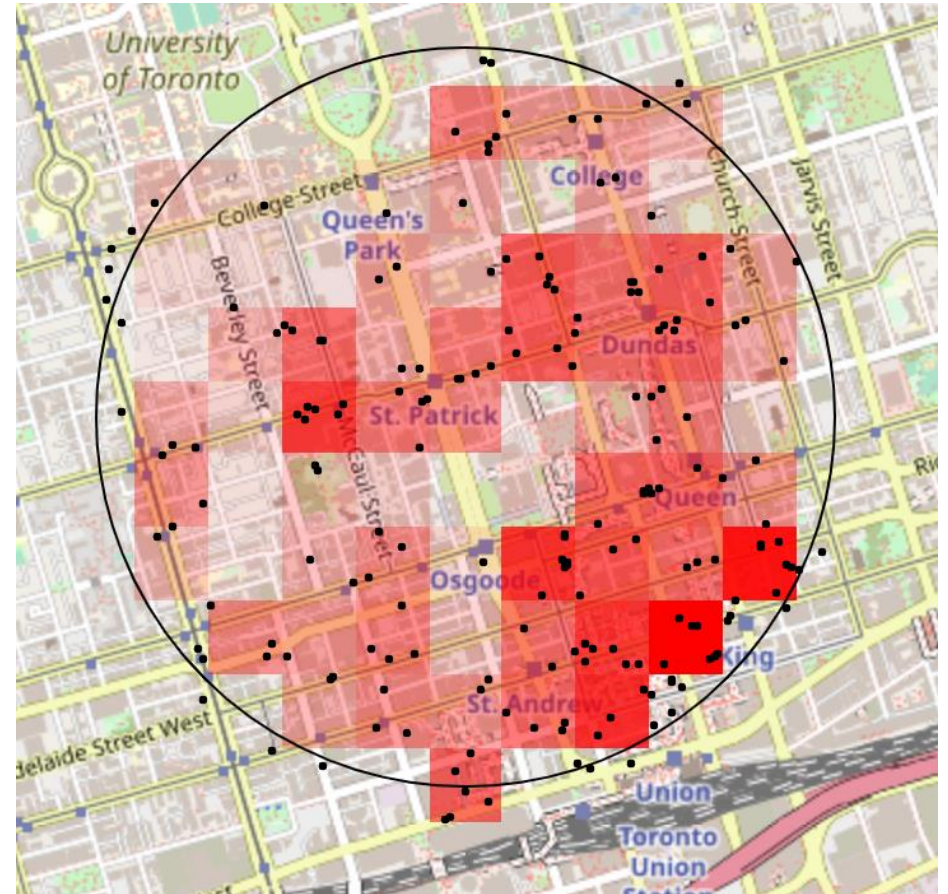 University
of Toronto
College
College Street
Church Street
Jarvis Street
Queen's
Park
Beverley Street
Dundas
St. Patrick
McCaul Street
Queen
Osgoode
King
St. Andrew
delaide Street West
Union
Toronto
Union